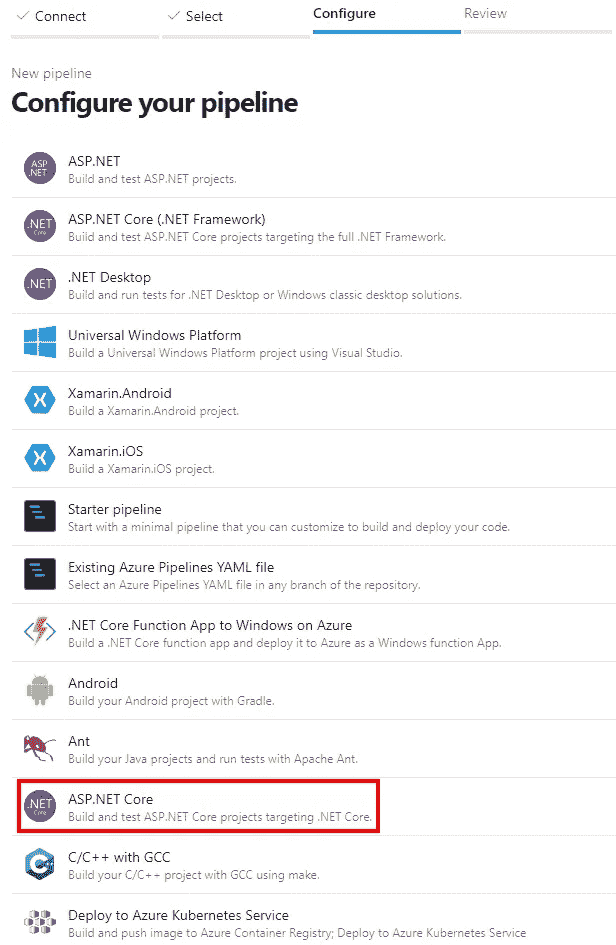 Connect
Select
Configure
Review
New pipeline
Configure your pipeline
ASP
.NET
ASP.NET
Build and test ASP.NET projects.
.NET
Core
ASP.NET Core (.NET Framework)
Build and test ASP.NET Core projects targeting the full .NET Framework.
.NET
.NET Desktop
Build and run tests for .NET Desktop or Windows classic desktop solutions.
Universal Windows Platform
Build a Universal Windows Platform project using Visual Studio.
Xamarin.Android
Build a Xamarin.Android project.
Xamarin.iOS
Build a Xamarin.iOS project.
Starter pipeline
Start with a minimal pipeline that you can customize to build and deploy your code.
Existing Azure Pipelines YAML file
Select an Azure Pipelines YAML file in any branch of the repository.
.NET Core Function App to Windows on Azure
Build a .NET Core function app and deploy it to Azure as a Windows function App.
Android
Build your Android project with Gradle.
Ant
Build your Java projects and run tests with Apache Ant.
.NET
Core
ASP.NET Core
Build and test ASP.NET Core projects targeting .NET Core.
C/C++ with GCC
Build your C/C++ project with GCC using make.
Deploy to Azure Kubernetes Service
Build and push image to Azure Container Registry; Deploy to Azure Kubernetes Service